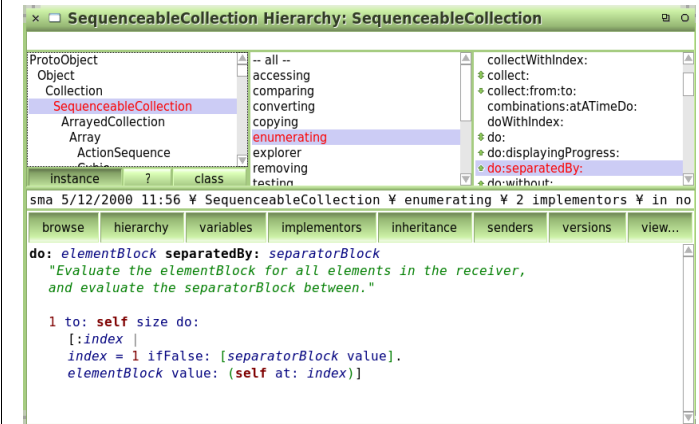 × SequenceableCollection Hierarchy: SequenceableCollection
ProtoObject
Object
Collection
SequenceableCollection
ArrayedCollection
Array
ActionSequence
-- all --
accessing
comparing
converting
copying
enumerating
explorer
removing
testing
collectWithIndex:
collect:
collect:from:to:
combinations:atATimeDo:
doWithIndex:
do:
do:displayingProgress:
do:separatedBy:
do:without:
instance ? class
sma 5/12/2000 11:56 ¥ SequenceableCollection ¥ enumerating ¥ 2 implementors ¥ in no
browse hierarchy variables implementors inheritance senders versions view...
do: elementBlock separatedBy: separatorBlock
"Evaluate the elementBlock for all elements in the receiver,
and evaluate the separatorBlock between."
1 to: self size do:
[:index |
index = 1 ifFalse: [separatorBlock value].
elementBlock value: (self at: index)]